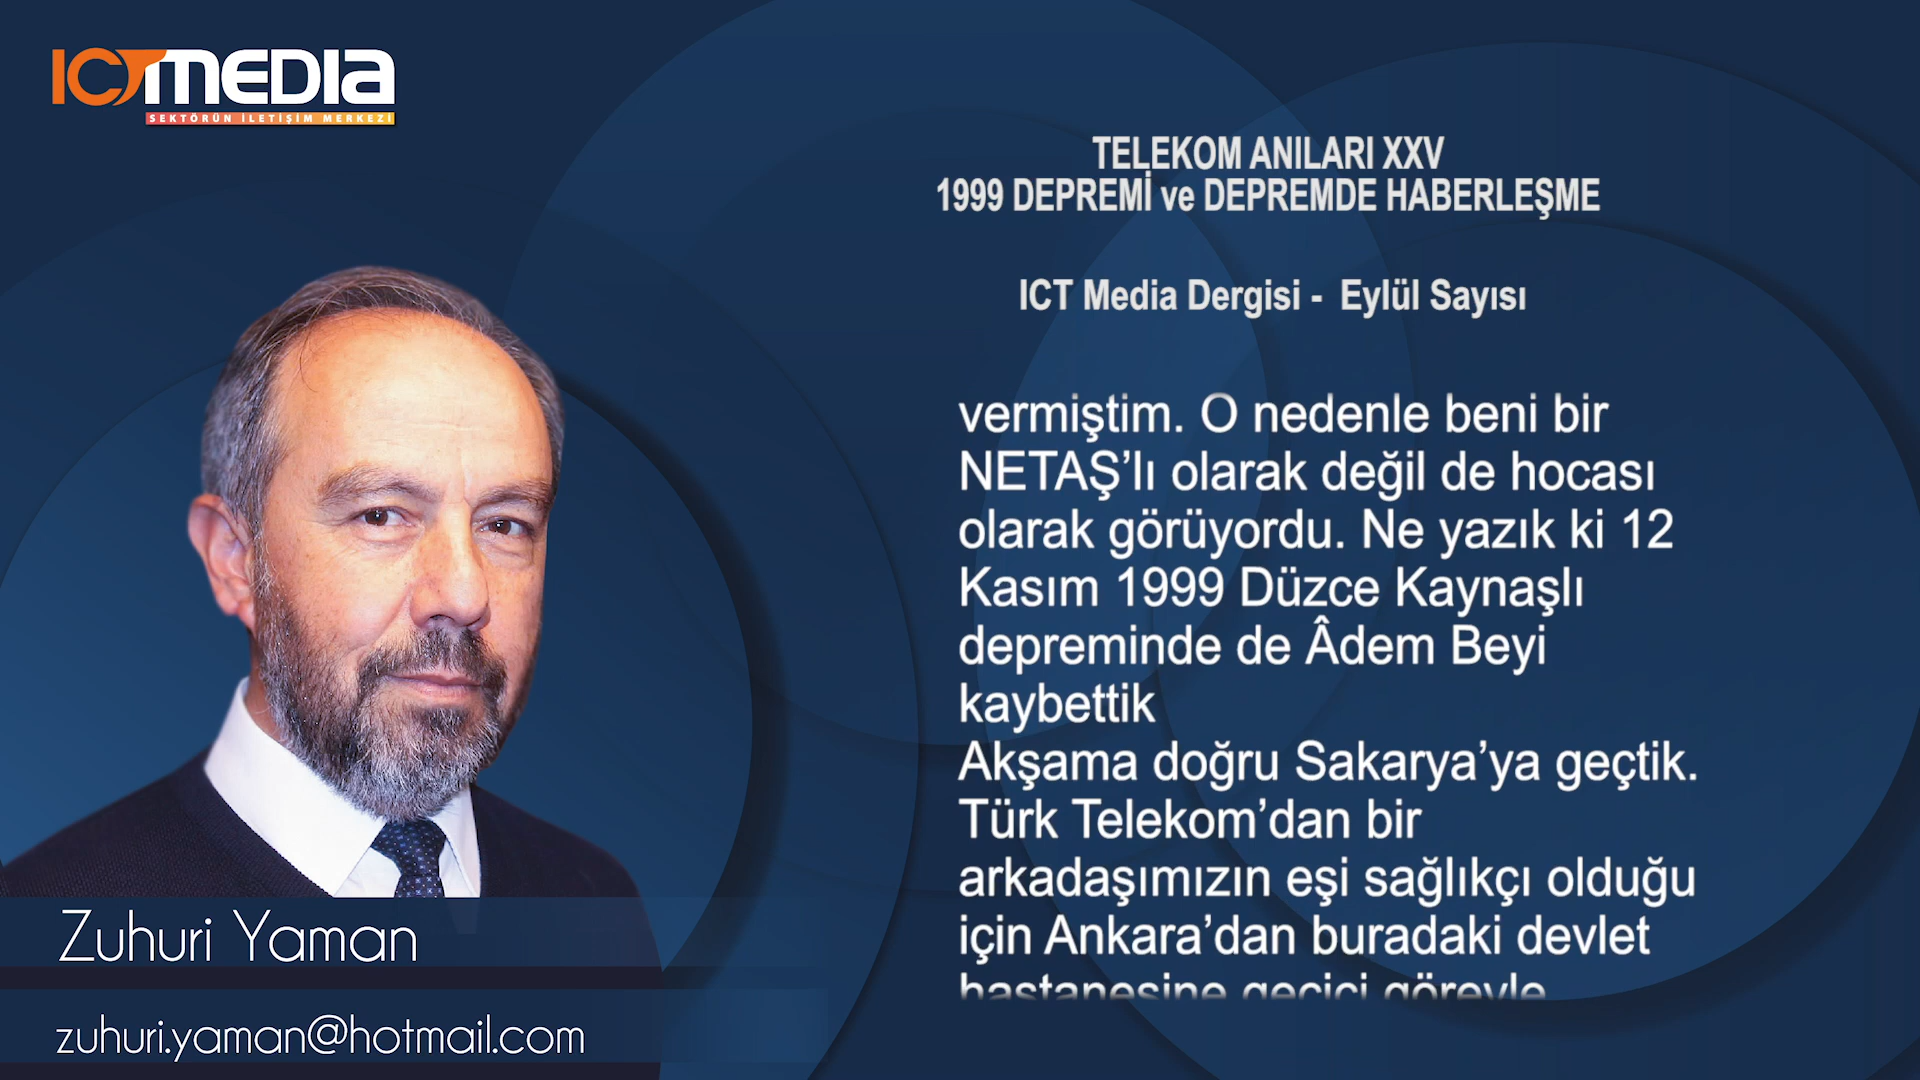 ICTMEDIA
SEKTÖRÜN İLETİŞİM MERKEZİ
TELEKOM ANILARI XXV
1999 DEPREMİ ve DEPREMDE HABERLEŞME
ICT Media Dergisi - Eylül Sayısı
vermiştim. O nedenle beni bir
NETAŞ’lı olarak değil de hocası
olarak görüyordu. Ne yazık ki 12
Kasım 1999 Düzce Kaynaşlı
depreminde de Âdem Beyi
kaybettik
Akşama doğru Sakarya’ya geçtik.
Türk Telekom’dan bir
arkadaşımızın eşi sağlıkçı olduğu
için Ankara’dan buradaki devlet
hastanesine geçici görevle
Zuhuri Yaman
zuhuri.yaman@hotmail.com